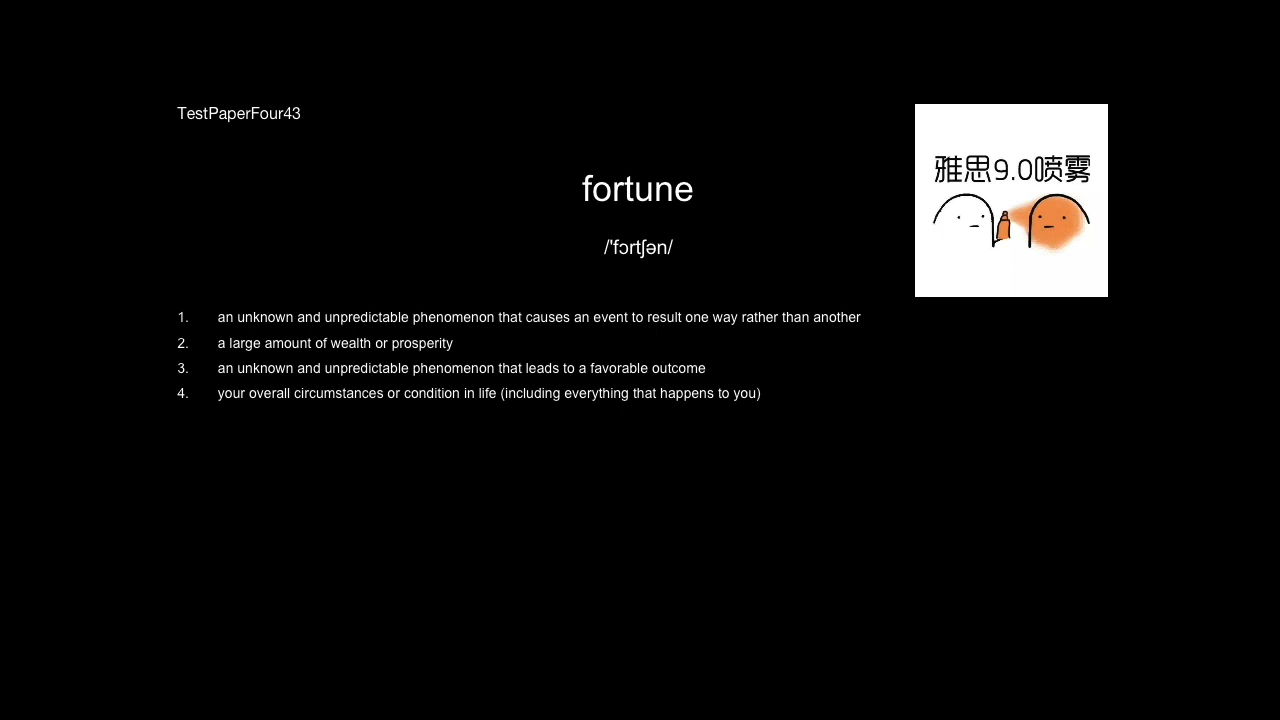 TestPaperFour43
雅思9.0喷雾
fortune
/'fɔrtʃən/
1. an unknown and unpredictable phenomenon that causes an event to result one way rather than another
2. a large amount of wealth or prosperity
3. an unknown and unpredictable phenomenon that leads to a favorable outcome
4. your overall circumstances or condition in life (including everything that happens to you)